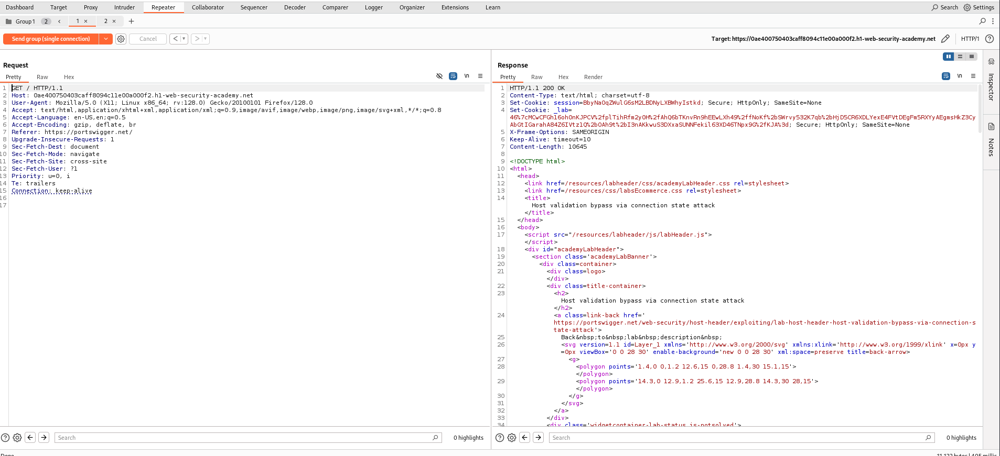 Dashboard Target Proxy Intruder Repeater Collaborator Sequencer Decoder Comparer Logger Organizer Extensions Learn Search Settings
Group 1 2 < 1 × 2 × +
Send group (single connection) Cancel < > Target: https://0ae400750403caff8094c11e00a000f2.h1-web-security-academy.net HTTP/1 ?
Request
Pretty Raw Hex \n
1 GET / HTTP/1.1
2 Host: 0ae400750403caff8094c11e00a000f2.h1-web-security-academy.net
3 User-Agent: Mozilla/5.0 (X11; Linux x86_64; rv:128.0) Gecko/20100101 Firefox/128.0
4 Accept: text/html,application/xhtml+xml,application/xml;q=0.9,image/avif,image/webp,image/png,image/svg+xml,*/*;q=0.8
5 Accept-Language: en-US,en;q=0.5
6 Accept-Encoding: gzip, deflate, br
7 Referer: https://portswigger.net/
8 Upgrade-Insecure-Requests: 1
9 Sec-Fetch-Dest: document
10 Sec-Fetch-Mode: navigate
11 Sec-Fetch-Site: cross-site
12 Sec-Fetch-User: ?1
13 Priority: u=0, i
14 Te: trailers
15 Connection: keep-alive
16
17
? Search 0 highlights
Response
Pretty Raw Hex Render \n
1 HTTP/1.1 200 OK
2 Content-Type: text/html; charset=utf-8
3 Set-Cookie: session=BbyNaOqZWulG6sM2LBDNyLXBWhyIstkd; Secure; HttpOnly; SameSite=None
4 Set-Cookie: _lab=
46%7cMCwCFGh16oh0nKJPCV%2fplTihRfm2y0H%2fAhQ6bTKnvRn9hEEwLXh49%2ffNoKf%2bSWrvy532K7qb%2bHjD5CR6XDLYexE4FVtDEgFm5RXYyAEgmsHkZ3Cy
AbGtIGarahA84Z6IVtz1Q%2bOAh9t%2bI3nAKkwuS3DXxaSUNNFekil63XD46TNpx9G%2fKJA%3d; Secure; HttpOnly; SameSite=None
5 X-Frame-Options: SAMEORIGIN
6 Keep-Alive: timeout=10
7 Content-Length: 10645
8
9 <!DOCTYPE html>
10 <html>
11 <head>
12 <link href=/resources/labheader/css/academyLabHeader.css rel=stylesheet>
13 <link href=/resources/css/labsEcommerce.css rel=stylesheet>
14 <title>
Host validation bypass via connection state attack
</title>
15 </head>
16 <body>
17 <script src="/resources/labheader/js/labHeader.js">
</script>
18 <div id="academyLabHeader">
19 <section class='academyLabBanner'>
20 <div class=container>
21 <div class=logo>
</div>
22 <div class=title-container>
23 <h2>
Host validation bypass via connection state attack
</h2>
24 <a class=link-back href='
https://portswigger.net/web-security/host-header/exploiting/lab-host-header-host-validation-bypass-via-connection-s
tate-attack'>
25 Back&nbsp;to&nbsp;lab&nbsp;description&nbsp;
26 <svg version=1.1 id=Layer_1 xmlns='http://www.w3.org/2000/svg' xmlns:xlink='http://www.w3.org/1999/xlink' x=0px y
=0px viewBox='0 0 28 30' enable-background='new 0 0 28 30' xml:space=preserve title=back-arrow>
27 <g>
28 <polygon points='1.4,0 0,1.2 12.6,15 0,28.8 1.4,30 15.1,15'>
</polygon>
29 <polygon points='14.3,0 12.9,1.2 25.6,15 12.9,28.8 14.3,30 28,15'>
</polygon>
30 </g>
31 </svg>
32 </a>
33 </div>
34 <div class='widgetcontainer-lab-status is-notsolved'>
? Search 0 highlights
Inspector
Notes
Done
11,122 bytes | 405 millis